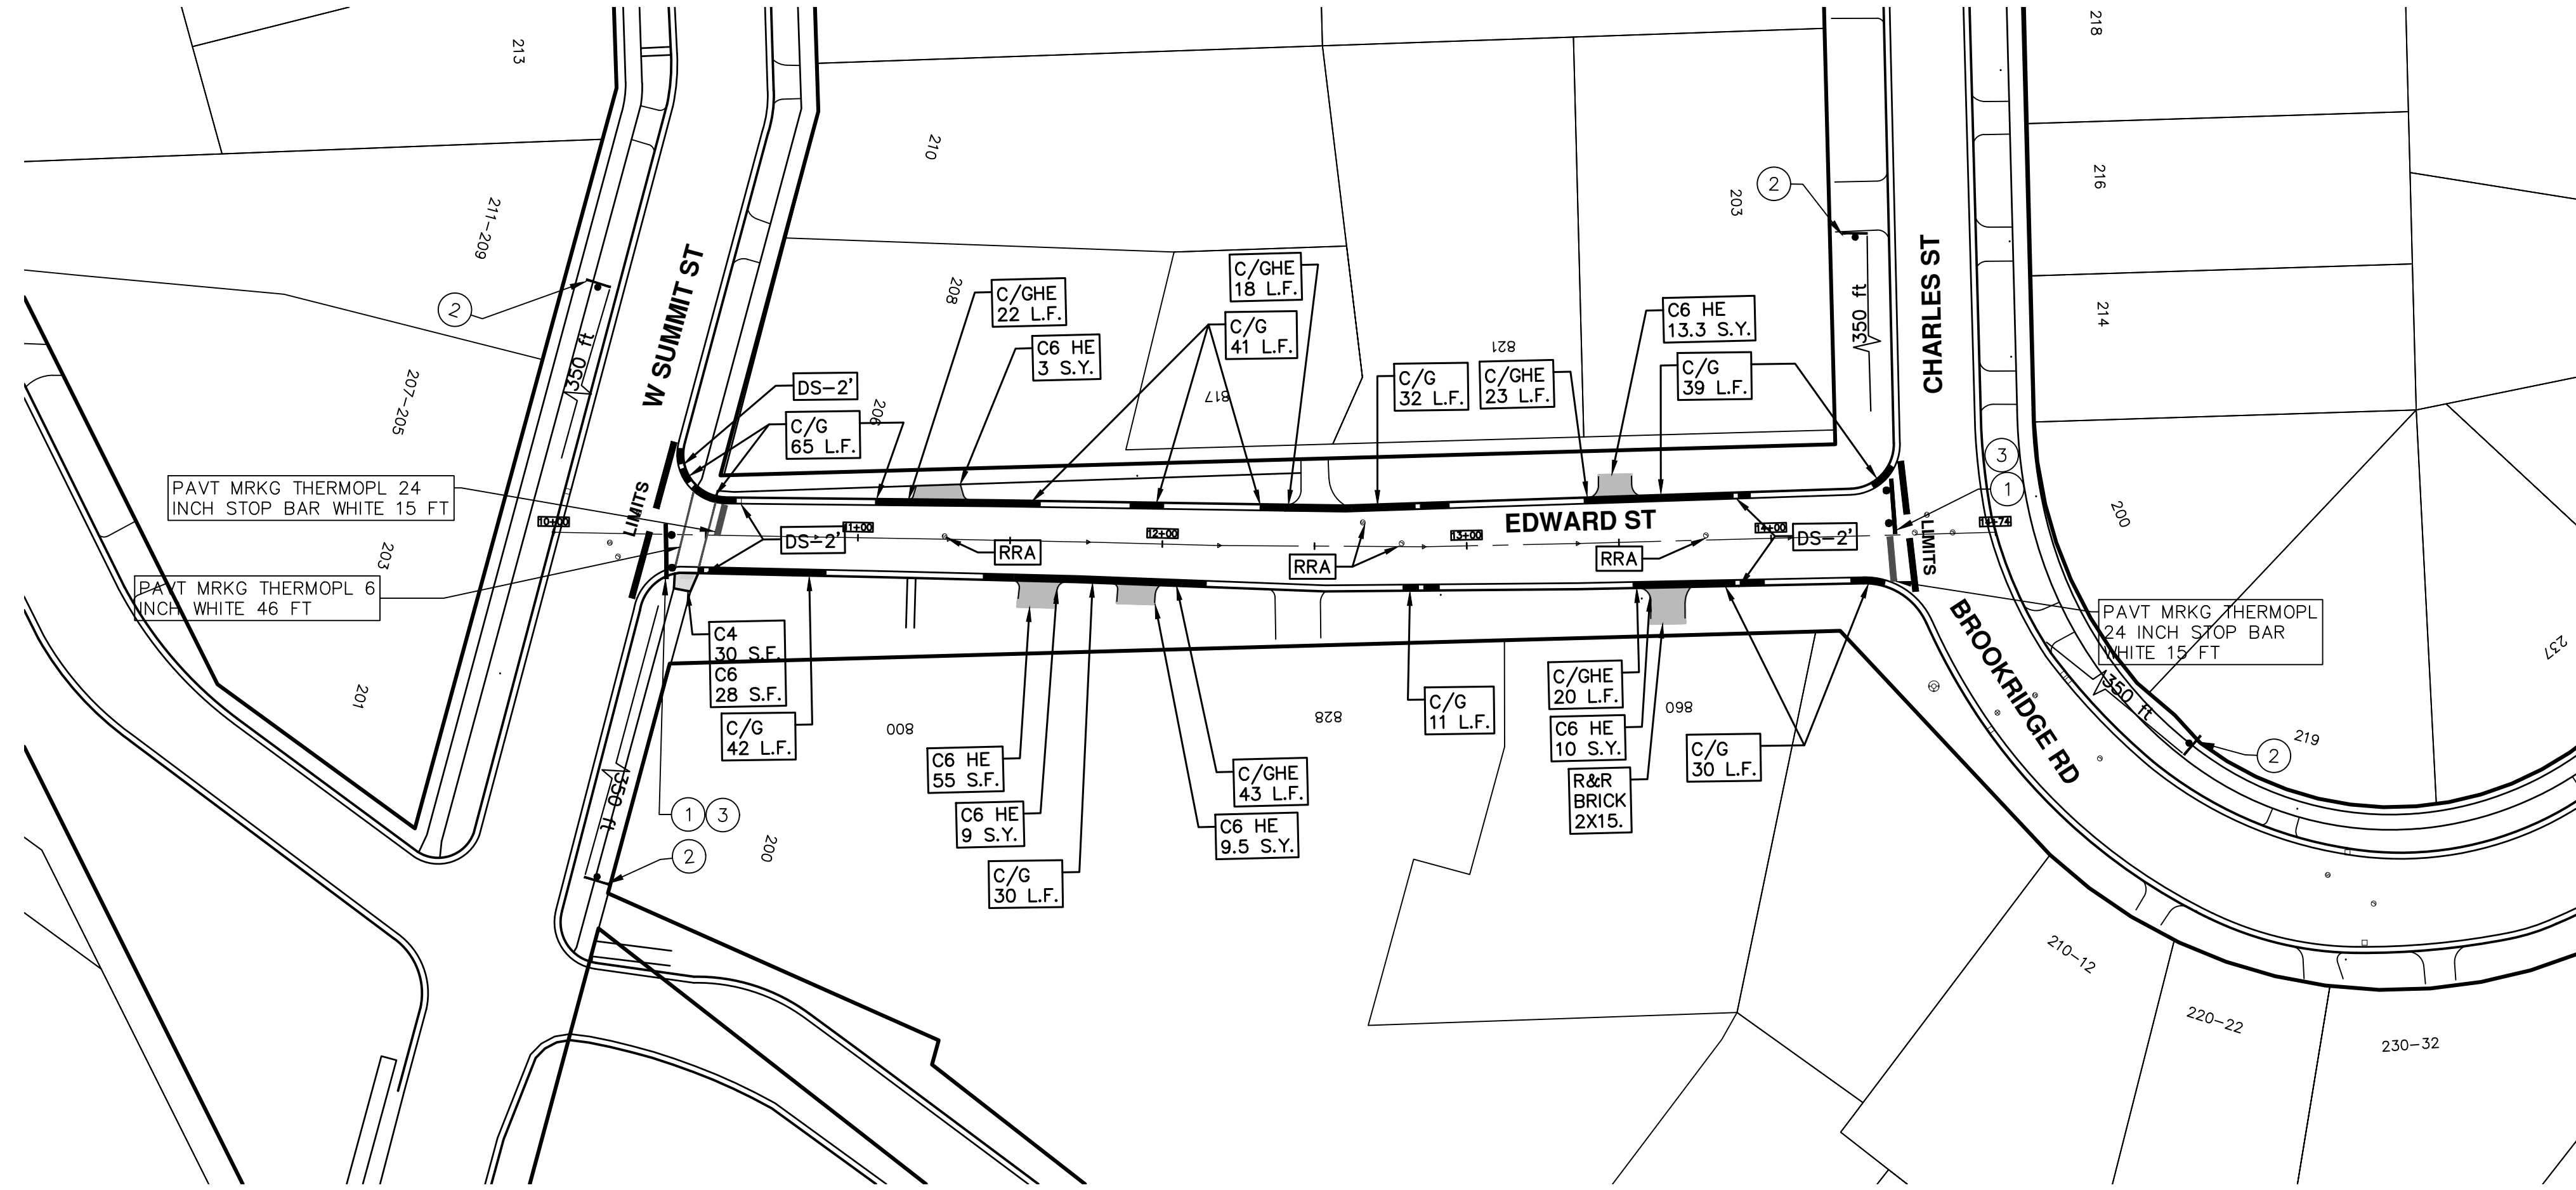 213
218
210
216
211-209
203
214
2
2
W SUMMIT ST
CHARLES ST
350 ft
350 ft
208
C/GHE
22 L.F.
C6 HE
3 S.Y.
C/GHE
18 L.F.
C/G
41 L.F.
817
C/G
32 L.F.
821
C/GHE
23 L.F.
C6 HE
13.3 S.Y.
C/G
39 L.F.
207-205
DS-2'
206
C/G
65 L.F.
3
1
200
PAVT MRKG THERMOPL 24
INCH STOP BAR WHITE 15 FT
LIMITS
10+00
DS-2'
11+00
RRA
12+00
RRA
13+00
EDWARD ST
RRA
14+00
DS-2'
LIMITS
14+74
203
PAVT MRKG THERMOPL 6
INCH WHITE 46 FT
PAVT MRKG THERMOPL
24 INCH STOP BAR
WHITE 15 FT
BROOKRIDGE RD
237
350 ft
219
2
201
C4
30 S.F.
C6
28 S.F.
C/G
42 L.F.
800
C6 HE
55 S.F.
C6 HE
9 S.Y.
C/G
30 L.F.
C/GHE
43 L.F.
C6 HE
9.5 S.Y.
828
C/G
11 L.F.
C/GHE
20 L.F.
C6 HE
10 S.Y.
R&R
BRICK
2X15.
860
C/G
30 L.F.
350 ft
1
3
2
200
210-12
220-22
230-32